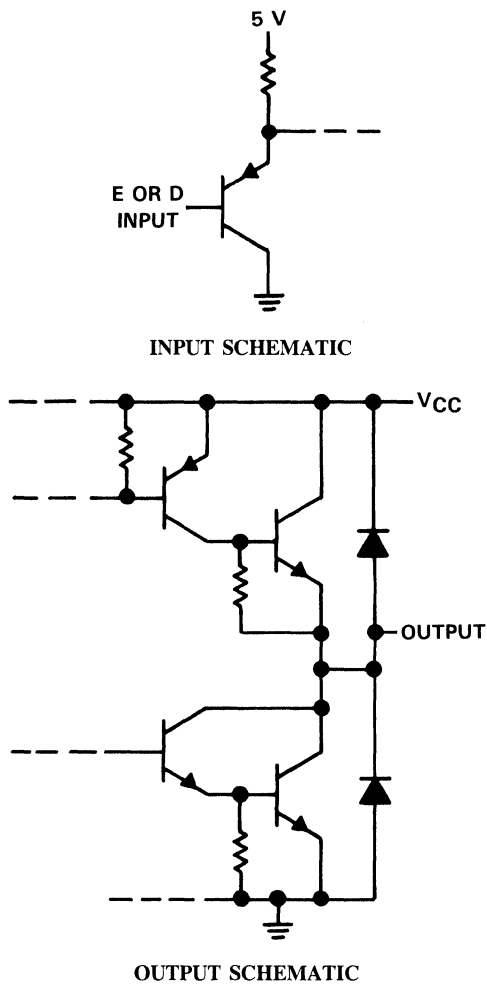 5 V
E OR D
INPUT
INPUT SCHEMATIC
VCC
OUTPUT
OUTPUT SCHEMATIC